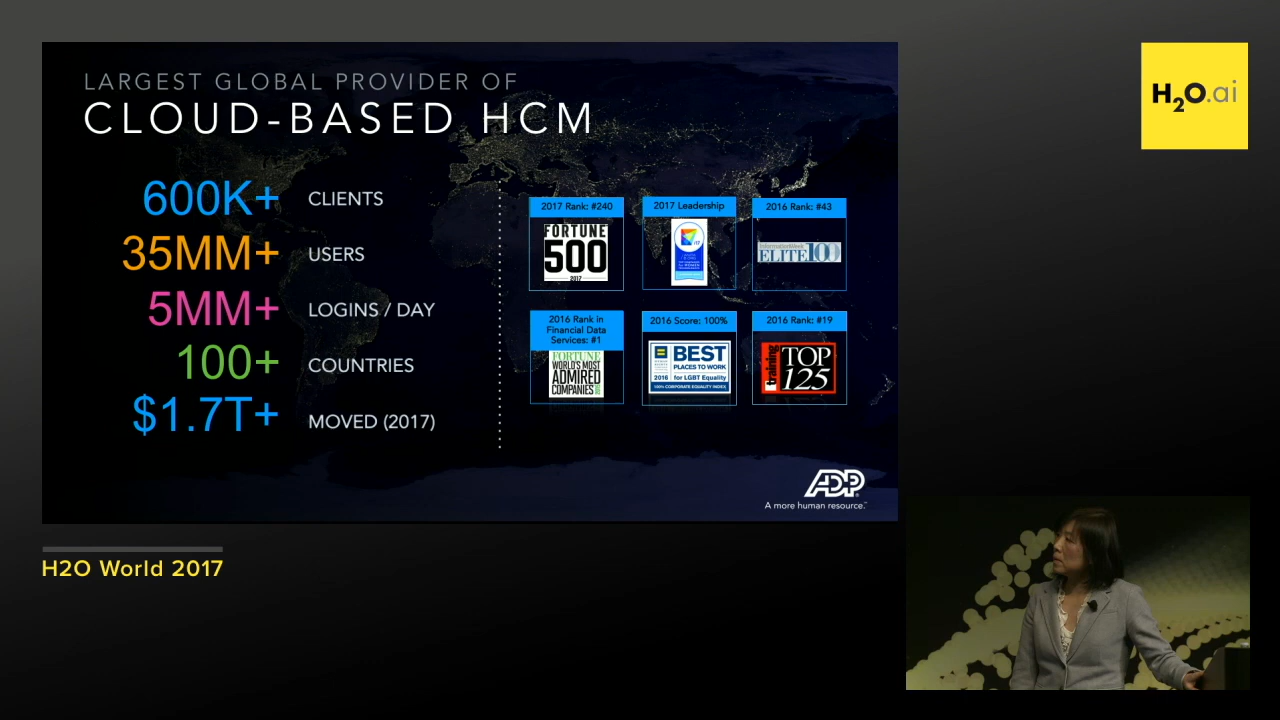 LARGEST GLOBAL PROVIDER OF
CLOUD-BASED HCM
600K+ CLIENTS
35MM+ USERS
5MM+ LOGINS / DAY
100+ COUNTRIES
$1.7T+ MOVED (2017)
2017 Rank: #240
FORTUNE
500
2017
2017 Leadership
2016 Rank: #43
InformationWeek
ELITE 100
2016 Rank in
Financial Data
Services: #1
FORTUNE
WORLD'S MOST
ADMIRED
COMPANIES
2016 Score: 100%
BEST
PLACES TO WORK
2016 for LGBT Equality
100% CORPORATE EQUALITY INDEX
2016 Rank: #19
training
TOP
125
ADP
A more human resource.
H2O.ai
H2O World 2017